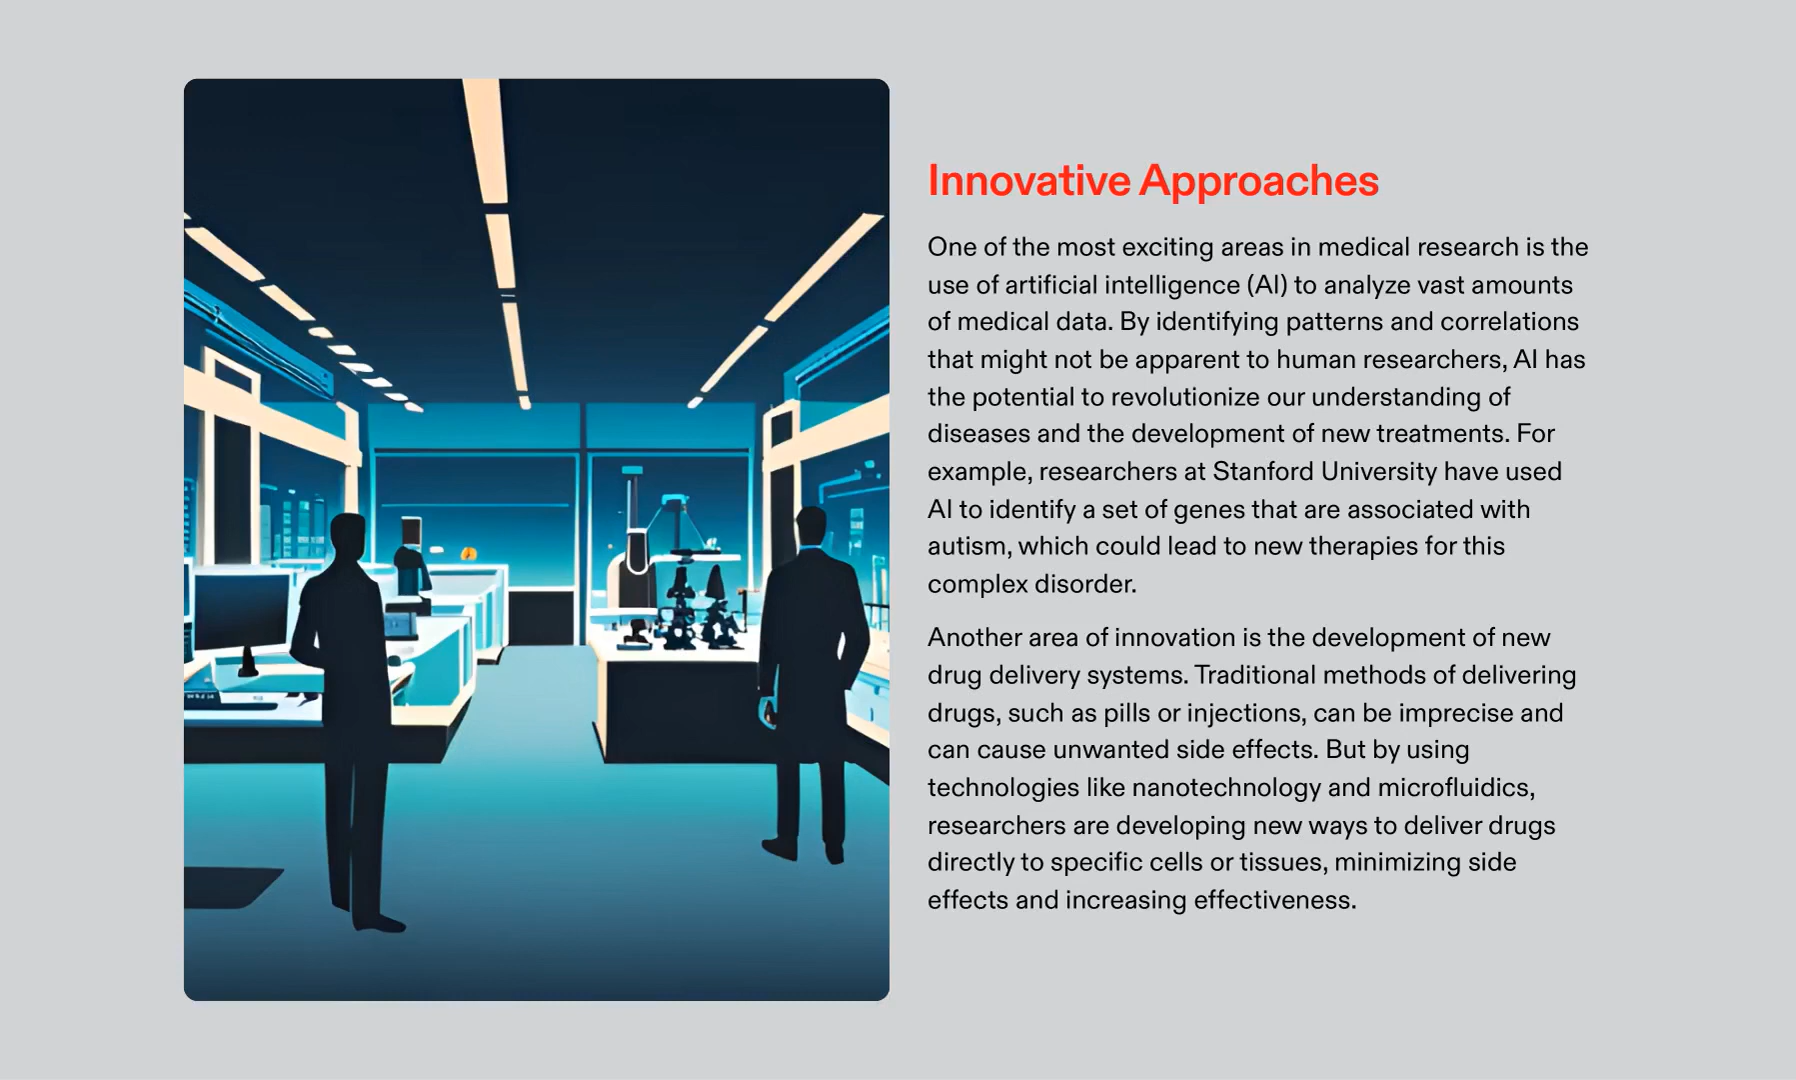 Innovative Approaches
One of the most exciting areas in medical research is the
use of artificial intelligence (AI) to analyze vast amounts
of medical data. By identifying patterns and correlations
that might not be apparent to human researchers, AI has
the potential to revolutionize our understanding of
diseases and the development of new treatments. For
example, researchers at Stanford University have used
AI to identify a set of genes that are associated with
autism, which could lead to new therapies for this
complex disorder.
Another area of innovation is the development of new
drug delivery systems. Traditional methods of delivering
drugs, such as pills or injections, can be imprecise and
can cause unwanted side effects. But by using
technologies like nanotechnology and microfluidics,
researchers are developing new ways to deliver drugs
directly to specific cells or tissues, minimizing side
effects and increasing effectiveness.